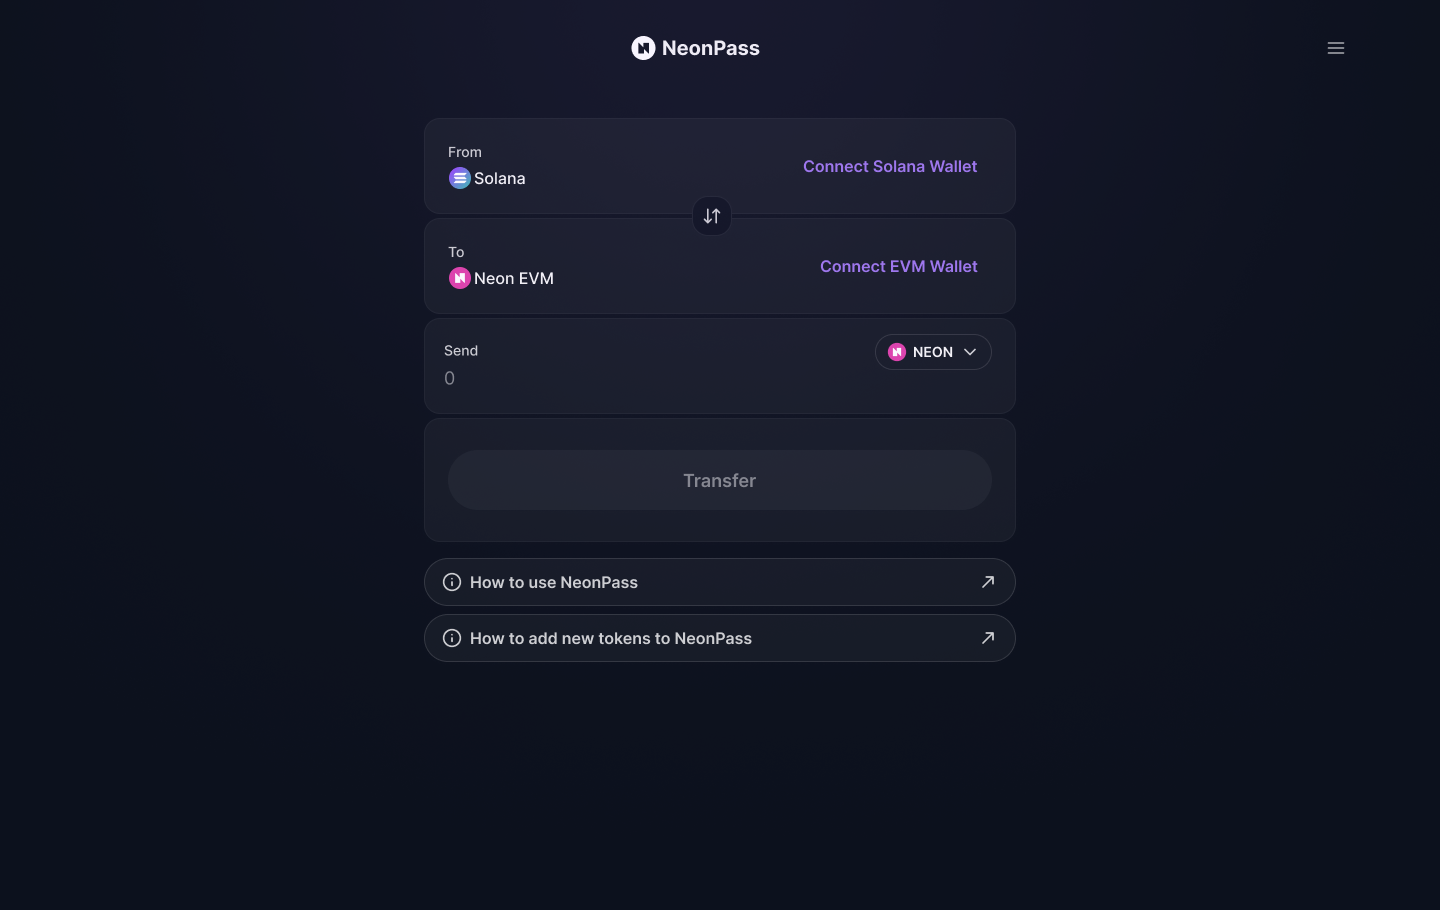 NeonPass
From
Solana
Connect Solana Wallet
To
Neon EVM
Connect EVM Wallet
Send
0
NEON
Transfer
How to use NeonPass
How to add new tokens to NeonPass